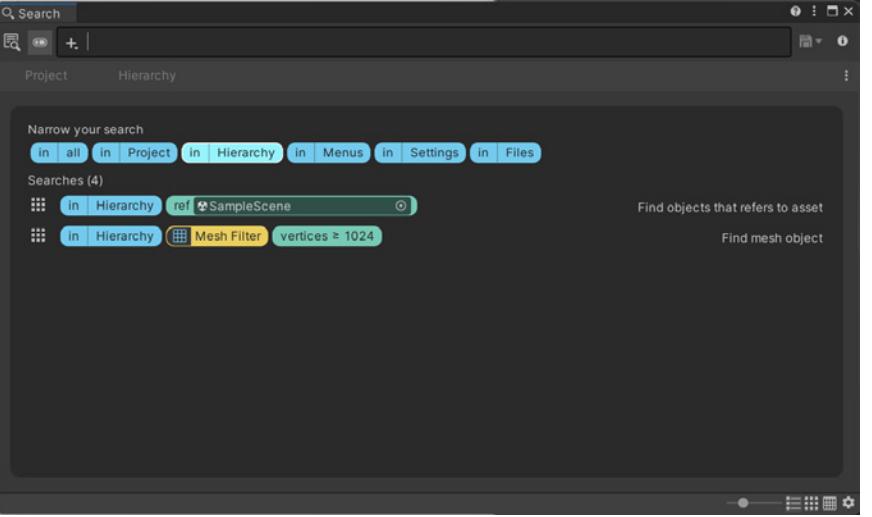 Search
Project Hierarchy
Narrow your search
in all in Project in Hierarchy in Menus in Settings in Files
Searches (4)
in Hierarchy ref SampleScene Find objects that refers to asset
in Hierarchy Mesh Filter vertices ≥ 1024 Find mesh object